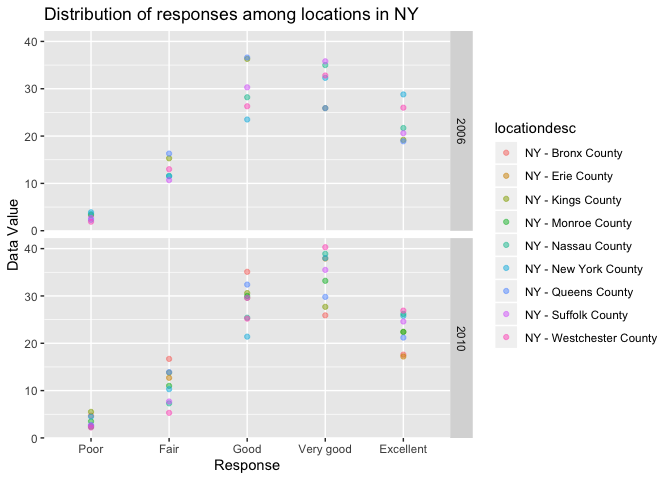 Distribution of responses among locations in NY
40
30
20
10
0
2006
40
30
20
10
0
2010
Data Value
Poor Fair Good Very good Excellent
Response
locationdesc
NY - Bronx County
NY - Erie County
NY - Kings County
NY - Monroe County
NY - Nassau County
NY - New York County
NY - Queens County
NY - Suffolk County
NY - Westchester County